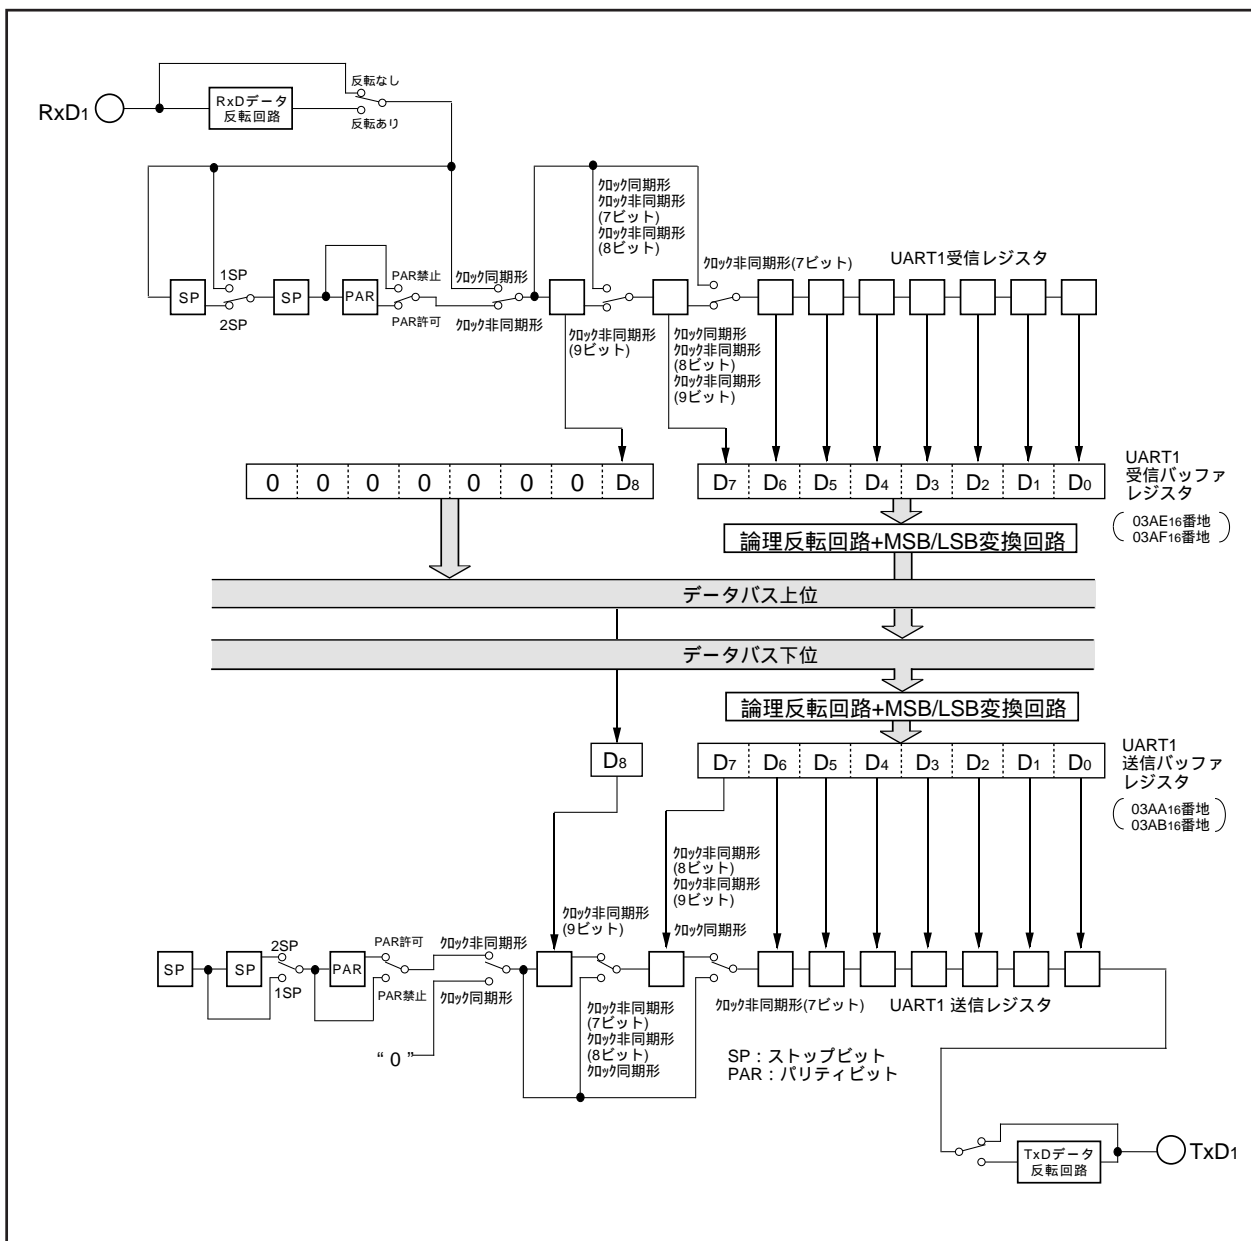 反転なし
RxD1
RxDデータ
反転回路
反転あり
ｸﾛｯｸ同期形
ｸﾛｯｸ非同期形
(7ビット)
ｸﾛｯｸ非同期形
(8ビット)
ｸﾛｯｸ非同期形(7ビット)
UART1受信レジスタ
1SP
PAR禁止
ｸﾛｯｸ同期形
SP
SP
PAR
2SP
PAR許可
ｸﾛｯｸ非同期形
ｸﾛｯｸ非同期形
(9ビット)
ｸﾛｯｸ同期形
ｸﾛｯｸ非同期形
(8ビット)
ｸﾛｯｸ非同期形
(9ビット)
0 0 0 0 0 0 0 D8
D7 D6 D5 D4 D3 D2 D1 D0
UART1
受信バッファ
レジスタ
03AE16番地
03AF16番地
論理反転回路+MSB/LSB変換回路
データバス上位
データバス下位
論理反転回路+MSB/LSB変換回路
D8
D7 D6 D5 D4 D3 D2 D1 D0
UART1
送信バッファ
レジスタ
03AA16番地
03AB16番地
ｸﾛｯｸ非同期形
(8ビット)
ｸﾛｯｸ非同期形
(9ビット)
ｸﾛｯｸ非同期形
(9ビット)
ｸﾛｯｸ同期形
2SP
PAR許可
ｸﾛｯｸ非同期形
SP
SP
PAR
1SP
PAR禁止
ｸﾛｯｸ同期形
ｸﾛｯｸ非同期形
(7ビット)
ｸﾛｯｸ非同期形
(8ビット)
ｸﾛｯｸ同期形
ｸﾛｯｸ非同期形(7ビット)
UART1 送信レジスタ
“ 0 ”
SP：ストップビット
PAR：パリティビット
TxDデータ
反転回路
TxD1